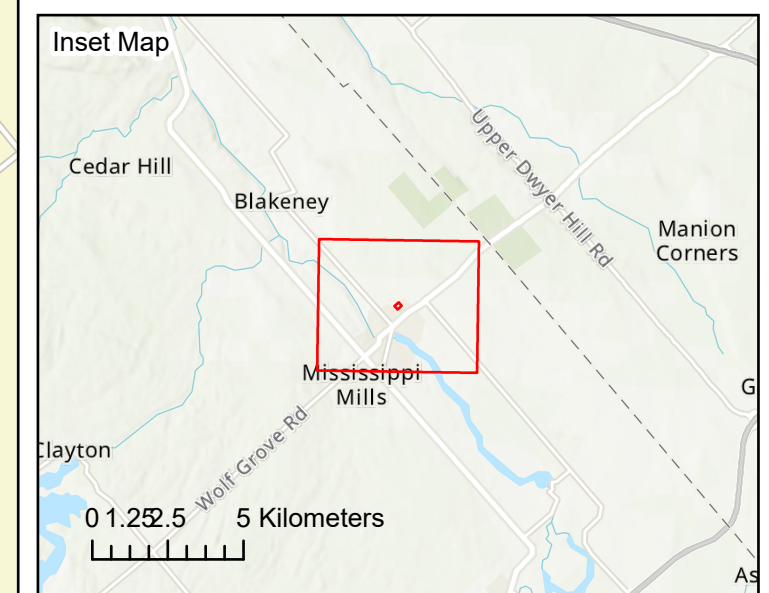 Inset Map
Upper Dwyer Hill Rd
Cedar Hill
Blakeney
Manion
Corners
Mississippi
Mills
G
Clayton
Wolf Grove Rd
0 1.25 2.5 5 Kilometers
As